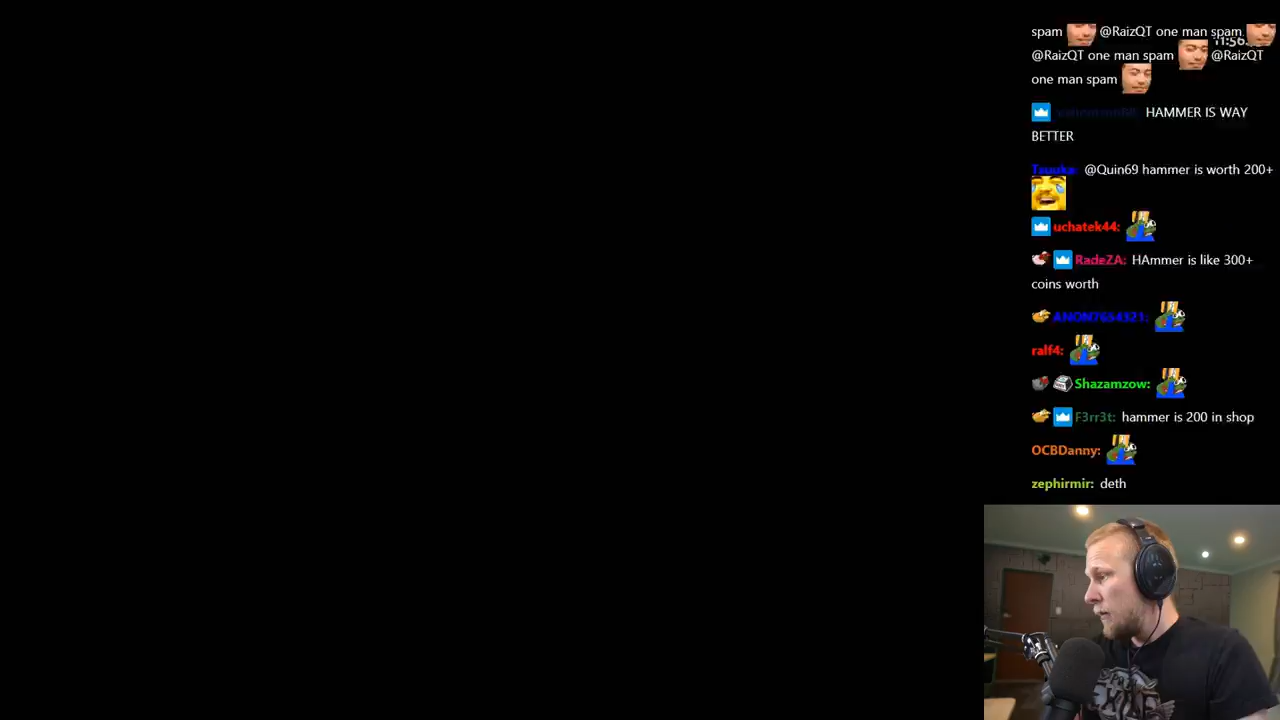 spam @RaizQT one man spam
@RaizQT one man spam @RaizQT
one man spam
HAMMER IS WAY
BETTER
Tsuuka: @Quin69 hammer is worth 200+
uchatek44:
RadeZA: HAmmer is like 300+
coins worth
ANON7654321:
ralf4:
Shazamzow:
F3rr3t: hammer is 200 in shop
OCBDanny:
zephirmir: deth